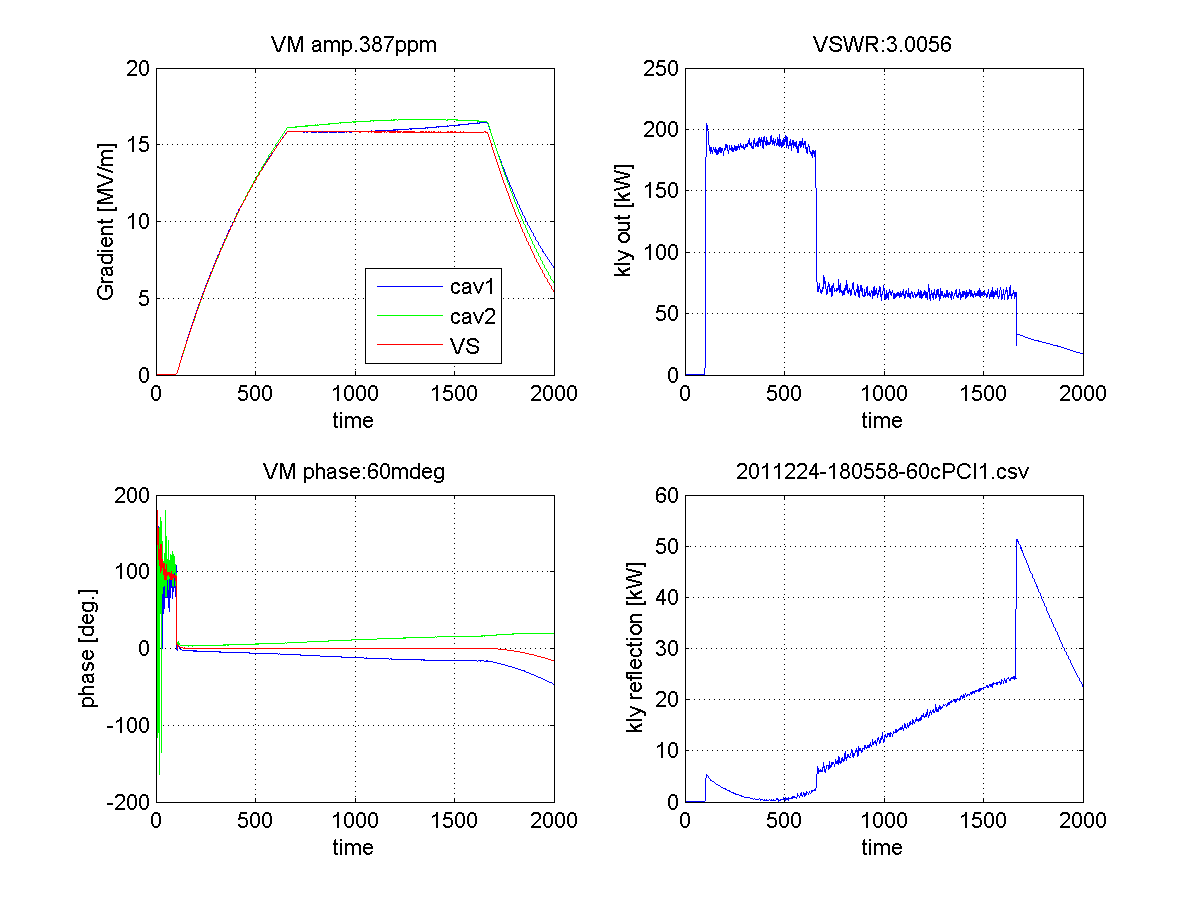 VM amp.387ppm
20
15
10
5
0
Gradient [MV/m]
cav1
cav2
VS
0 500 1000 1500 2000
time
VSWR:3.0056
250
200
150
100
50
0
kly out [kW]
0 500 1000 1500 2000
time
VM phase:60mdeg
200
100
0
-100
-200
phase [deg.]
0 500 1000 1500 2000
time
2011224-180558-60cPCI1.csv
60
50
40
30
20
10
0
kly reflection [kW]
0 500 1000 1500 2000
time